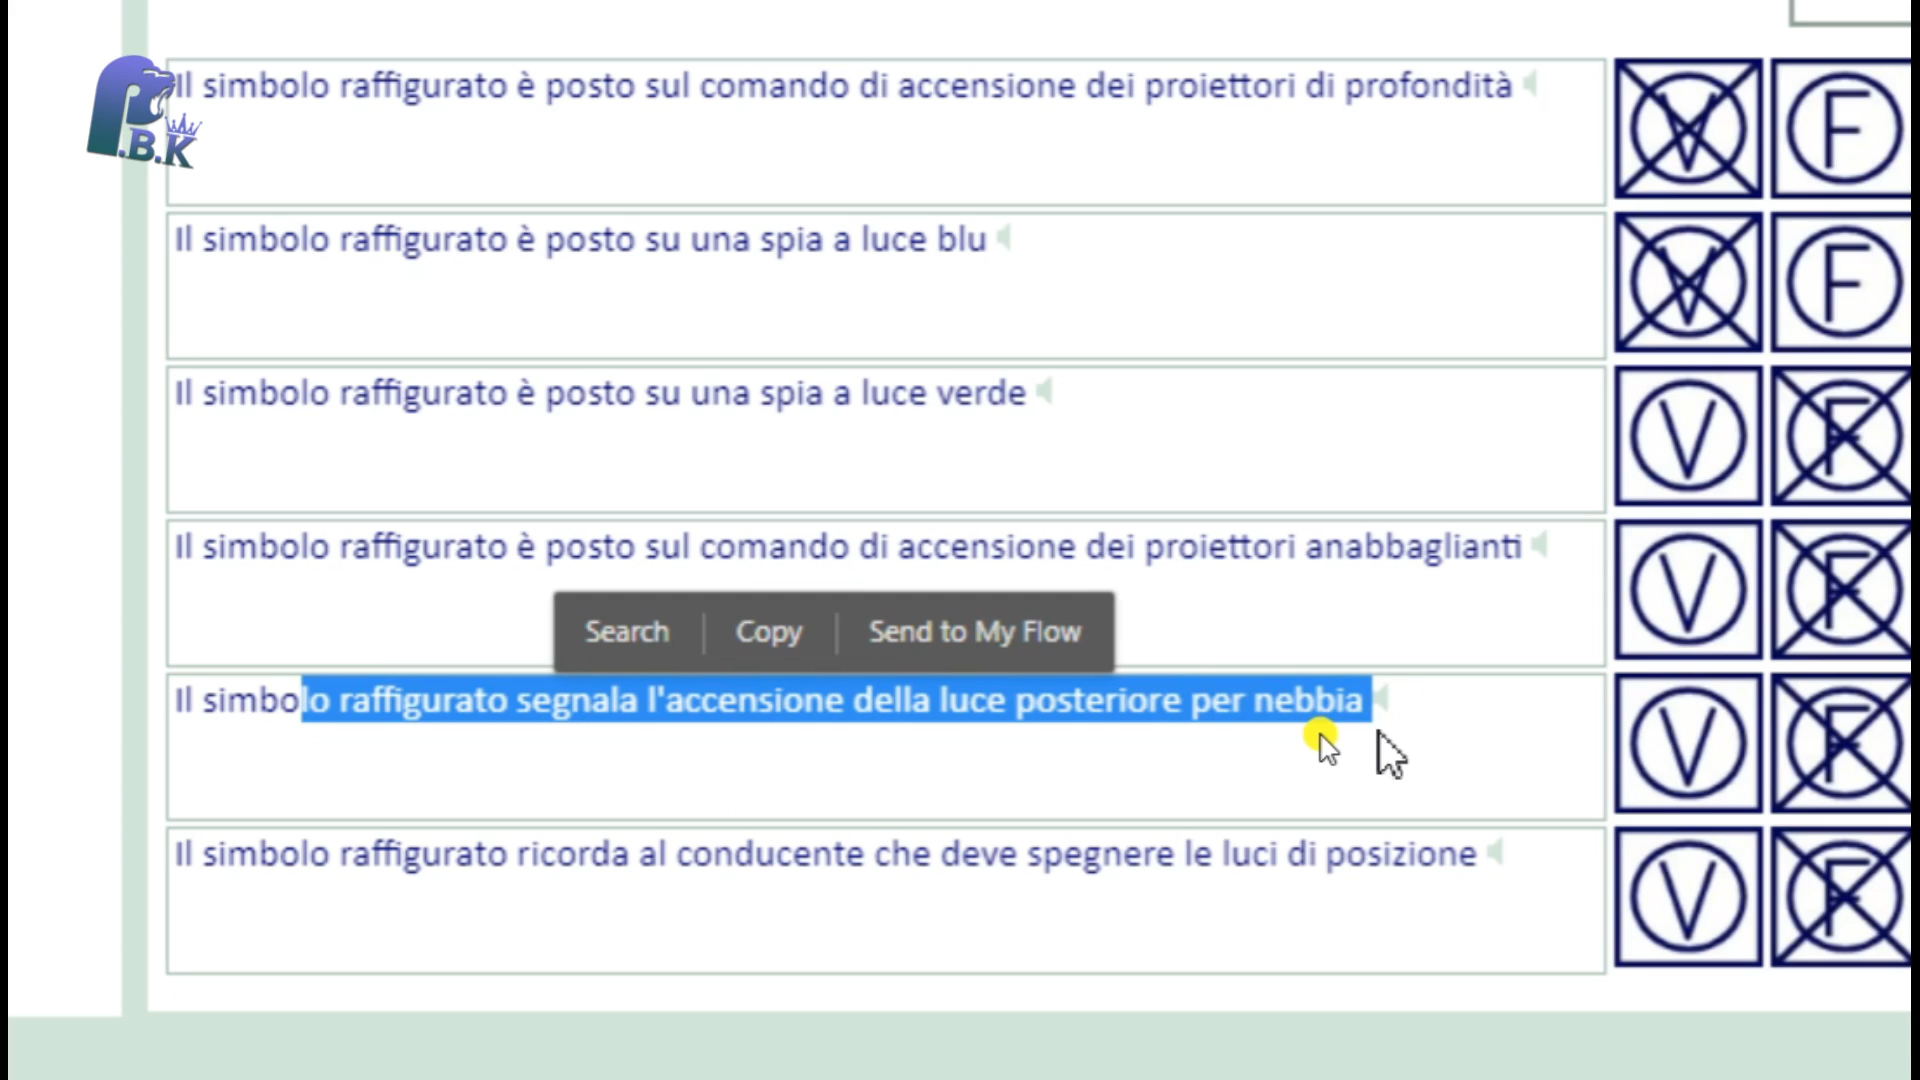 Il simbolo raffigurato è posto sul comando di accensione dei proiettori di profondità
V F
P.B.K
Il simbolo raffigurato è posto su una spia a luce blu
V F
Il simbolo raffigurato è posto su una spia a luce verde
V F
Il simbolo raffigurato è posto sul comando di accensione dei proiettori anabbaglianti
V F
Search Copy Send to My Flow
Il simbolo raffigurato segnala l'accensione della luce posteriore per nebbia
V F
Il simbolo raffigurato ricorda al conducente che deve spegnere le luci di posizione
V F